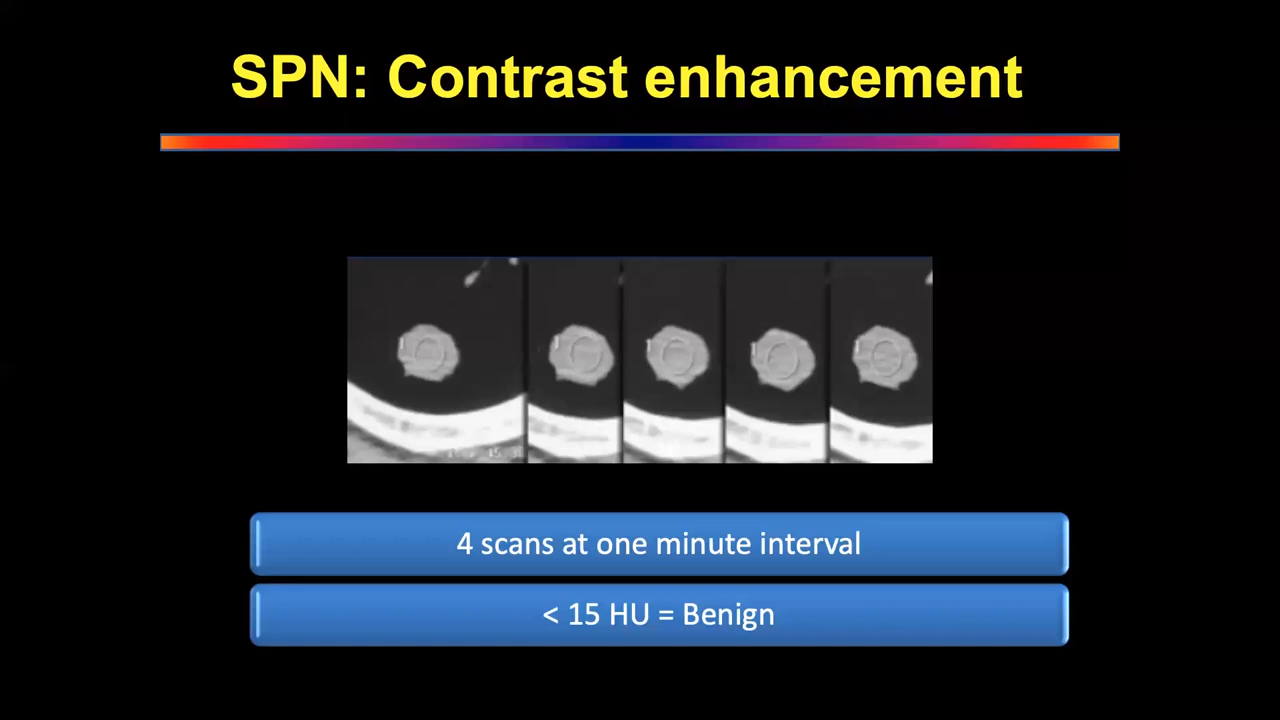 SPN: Contrast enhancement
4 scans at one minute interval
< 15 HU = Benign